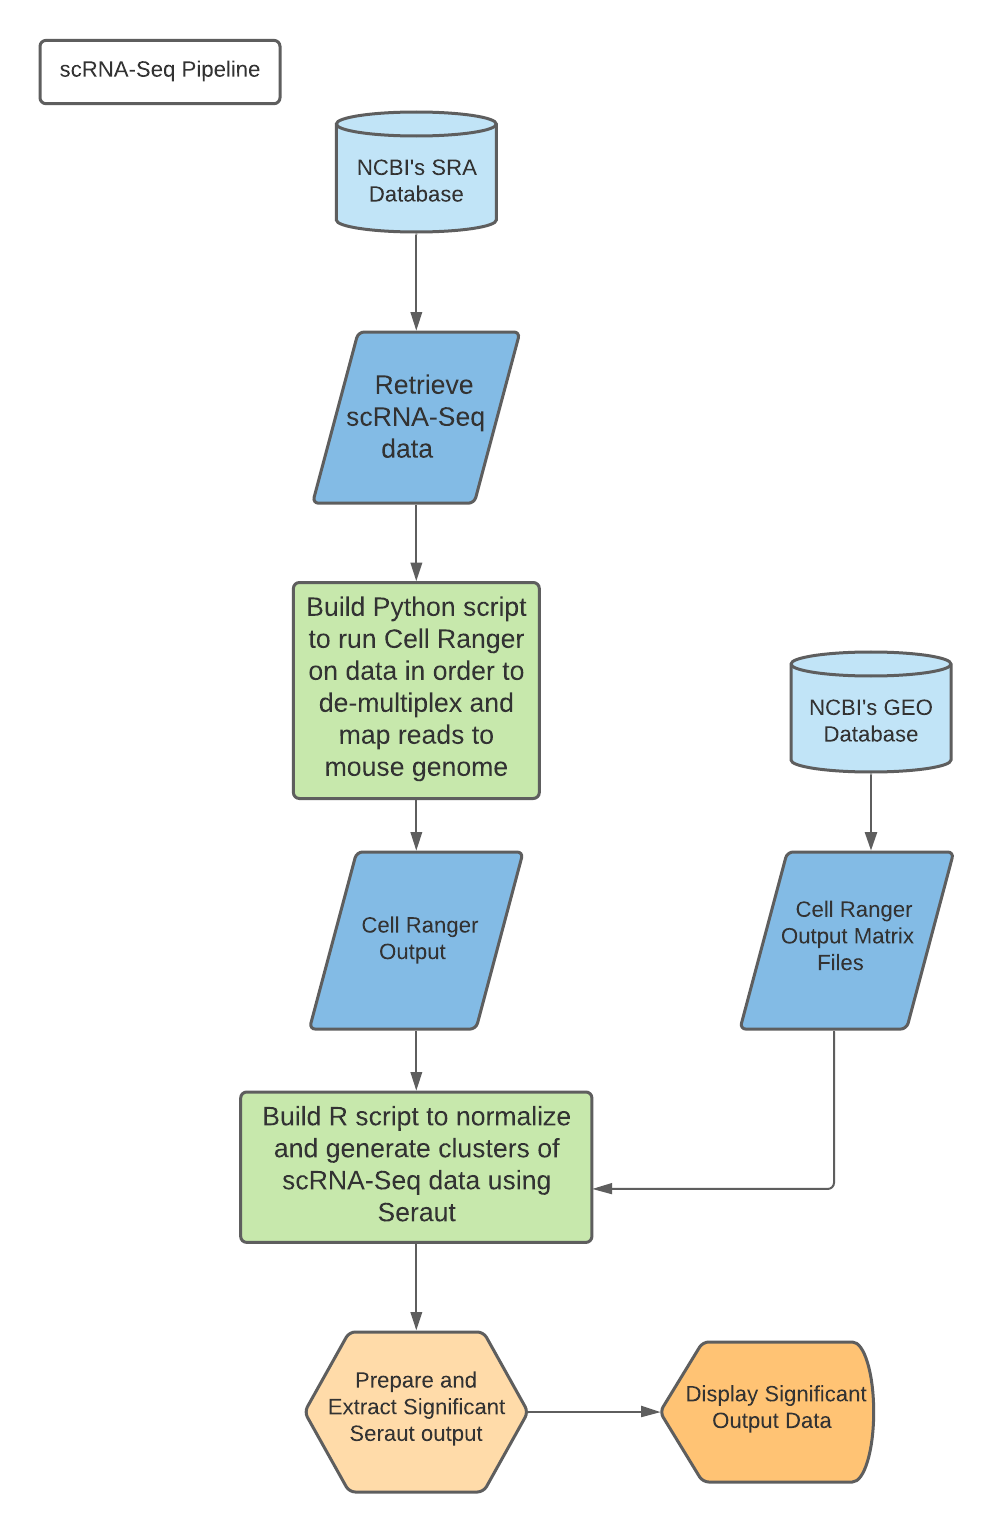 scRNA-Seq Pipeline
NCBI's SRA
Database
Retrieve
scRNA-Seq
data
Build Python script
to run Cell Ranger
on data in order to
de-multiplex and
map reads to
mouse genome
NCBI's GEO
Database
Cell Ranger
Output
Cell Ranger
Output Matrix
Files
Build R script to normalize
and generate clusters of
scRNA-Seq data using
Seraut
Prepare and
Extract Significant
Seraut output
Display Significant
Output Data